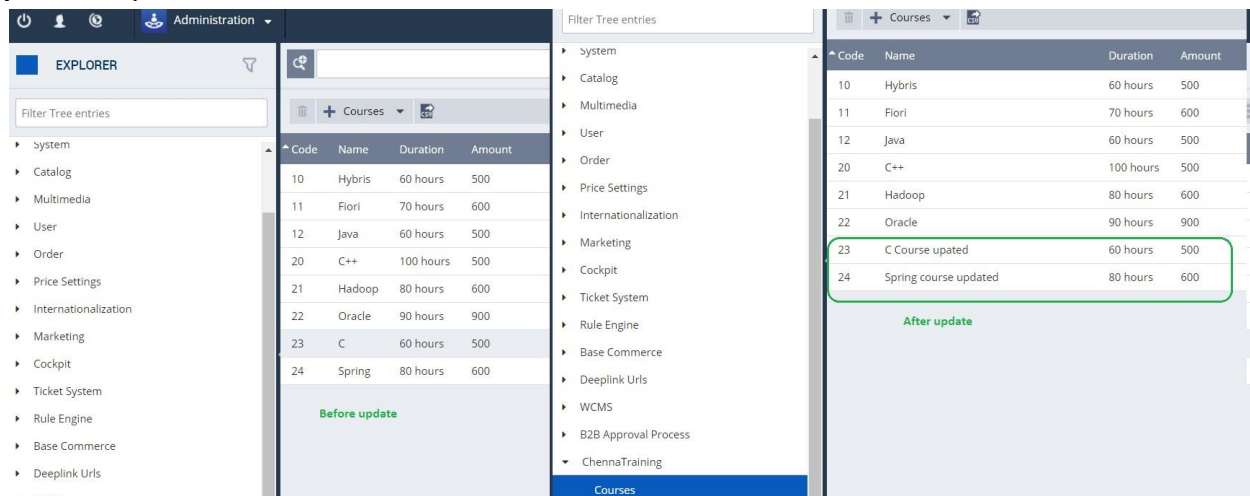 Administration
EXPLORER
Filter Tree entries
System
Catalog
Multimedia
User
Order
Price Settings
Internationalization
Marketing
Cockpit
Ticket System
Rule Engine
Base Commerce
Deeplink Urls
Courses CSV
Code Name Duration Amount
10 Hybris 60 hours 500
11 Fiori 70 hours 600
12 Java 60 hours 500
20 C++ 100 hours 500
21 Hadoop 80 hours 600
22 Oracle 90 hours 900
23 C 60 hours 500
24 Spring 80 hours 600
Before update
Filter Tree entries
System
Catalog
Multimedia
User
Order
Price Settings
Internationalization
Marketing
Cockpit
Ticket System
Rule Engine
Base Commerce
Deeplink Urls
WCMS
B2B Approval Process
ChennaTraining
Courses
Courses CSV
Code Name Duration Amount
10 Hybris 60 hours 500
11 Fiori 70 hours 600
12 Java 60 hours 500
20 C++ 100 hours 500
21 Hadoop 80 hours 600
22 Oracle 90 hours 900
23 C Course upated 60 hours 500
24 Spring course updated 80 hours 600
After update